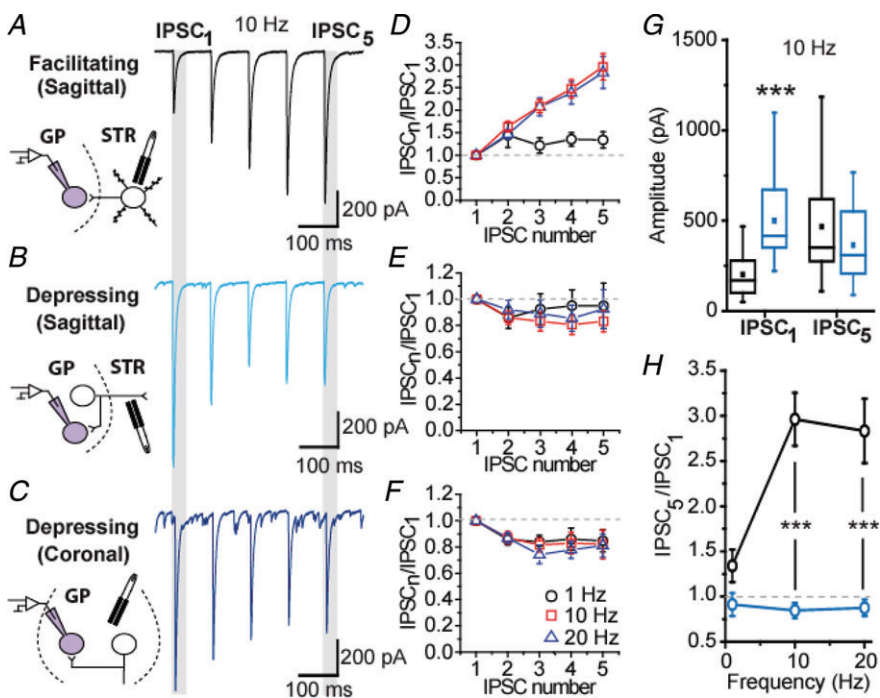 A
Facilitating
(Sagittal)
GP STR
IPSC1 10 Hz IPSC5
200 pA
100 ms
B
Depressing
(Sagittal)
GP STR
200 pA
100 ms
C
Depressing
(Coronal)
GP
200 pA
100 ms
D
IPSCn/IPSC1
3.5
3.0
2.5
2.0
1.5
1.0
0.5
1 2 3 4 5
IPSC number
E
IPSCn/IPSC1
1.2
1.0
0.8
0.6
0.4
0.2
0.0
1 2 3 4 5
IPSC number
F
IPSCn/IPSC1
1.2
1.0
0.8
0.6
0.4
0.2
0.0
1 2 3 4 5
IPSC number
1 Hz
10 Hz
20 Hz
G
10 Hz
Amplitude (pA)
1500
1000
500
0
***
IPSC1 IPSC5
H
IPSC5/IPSC1
3.5
3.0
2.5
2.0
1.5
1.0
0.5
*** ***
0 10 20
Frequency (Hz)